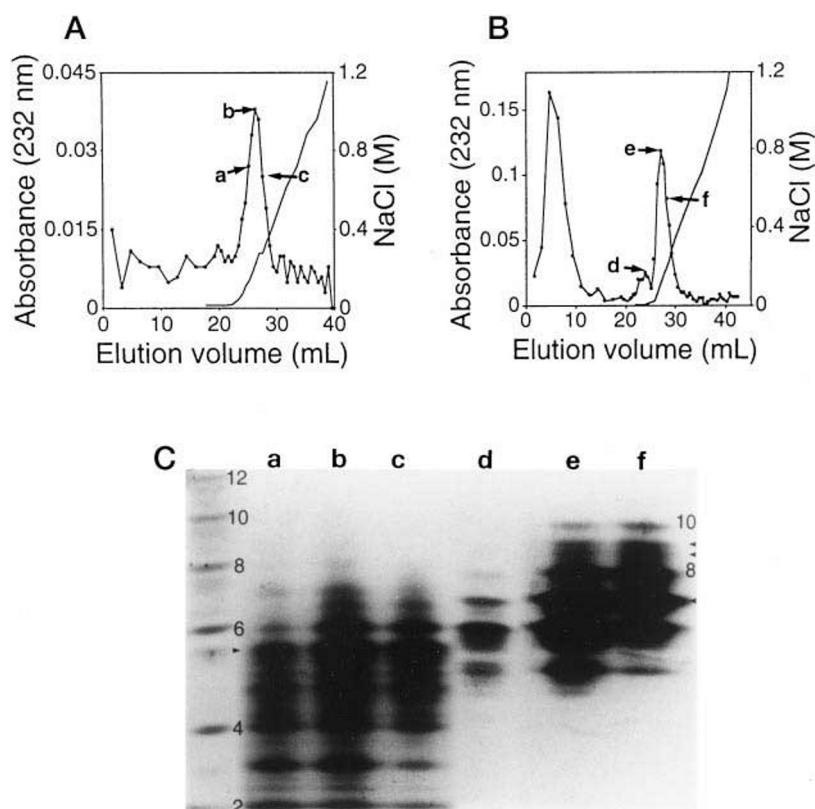 A
B
Absorbance (232 nm)
0.045
0.03
0.015
0
1.2
0.8
0.4
0
NaCl (M)
b
a
c
0 10 20 30 40
Elution volume (mL)
Absorbance (232 nm)
0.15
0.1
0.05
0
1.2
0.8
0.4
0
NaCl (M)
e
f
d
0 10 20 30 40
Elution volume (mL)
C
a b c d e f
12
10
8
6
4
2
10
8